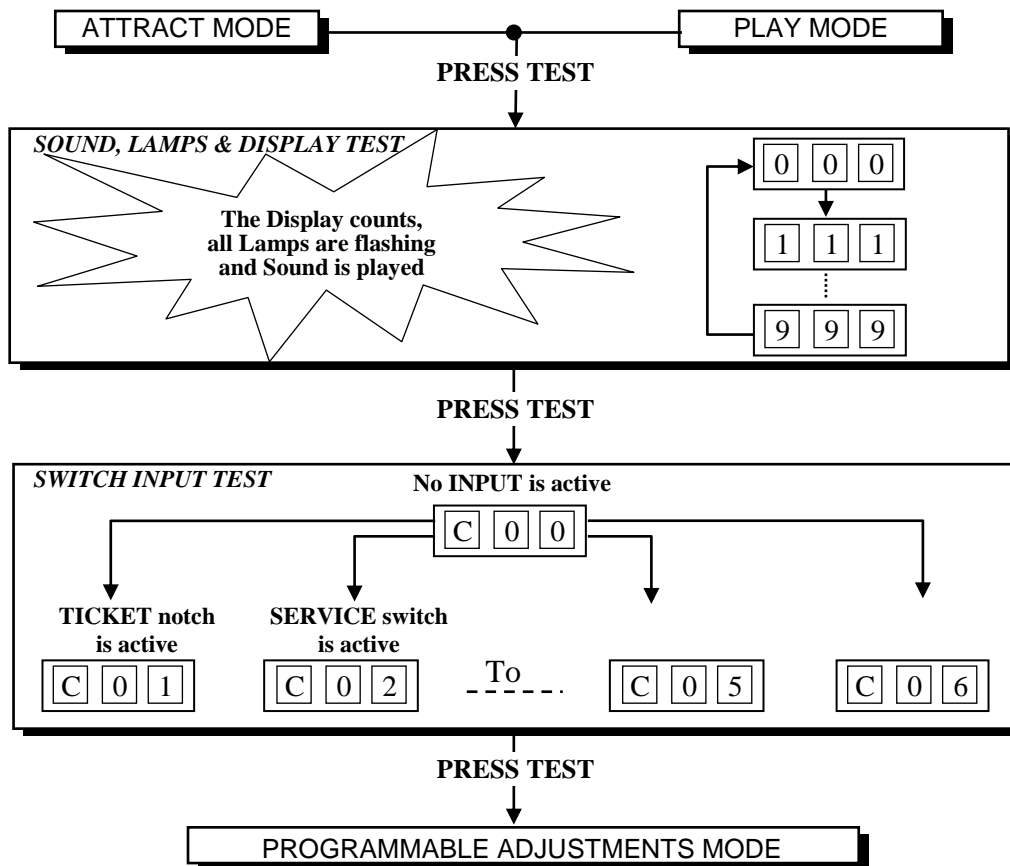 ATTRACT MODE
PLAY MODE
PRESS TEST
SOUND, LAMPS & DISPLAY TEST
The Display counts,
all Lamps are flashing
and Sound is played
0 0 0
1 1 1
9 9 9
PRESS TEST
SWITCH INPUT TEST
No INPUT is active
C 0 0
TICKET notch
is active
SERVICE switch
is active
C 0 1
C 0 2
To
C 0 5
C 0 6
PRESS TEST
PROGRAMMABLE ADJUSTMENTS MODE